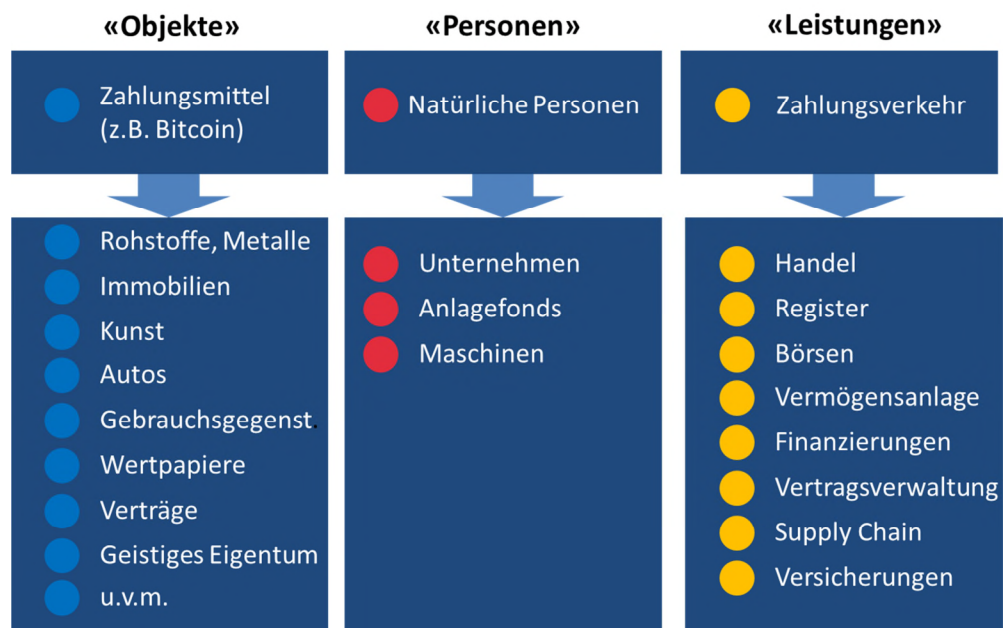 «Objekte»
Zahlungsmittel
(z.B. Bitcoin)
Rohstoffe, Metalle
Immobilien
Kunst
Autos
Gebrauchsgegenst.
Wertpapiere
Verträge
Geistiges Eigentum
u.v.m.
«Personen»
Natürliche Personen
Unternehmen
Anlagefonds
Maschinen
«Leistungen»
Zahlungsverkehr
Handel
Register
Börsen
Vermögensanlage
Finanzierungen
Vertragsverwaltung
Supply Chain
Versicherungen